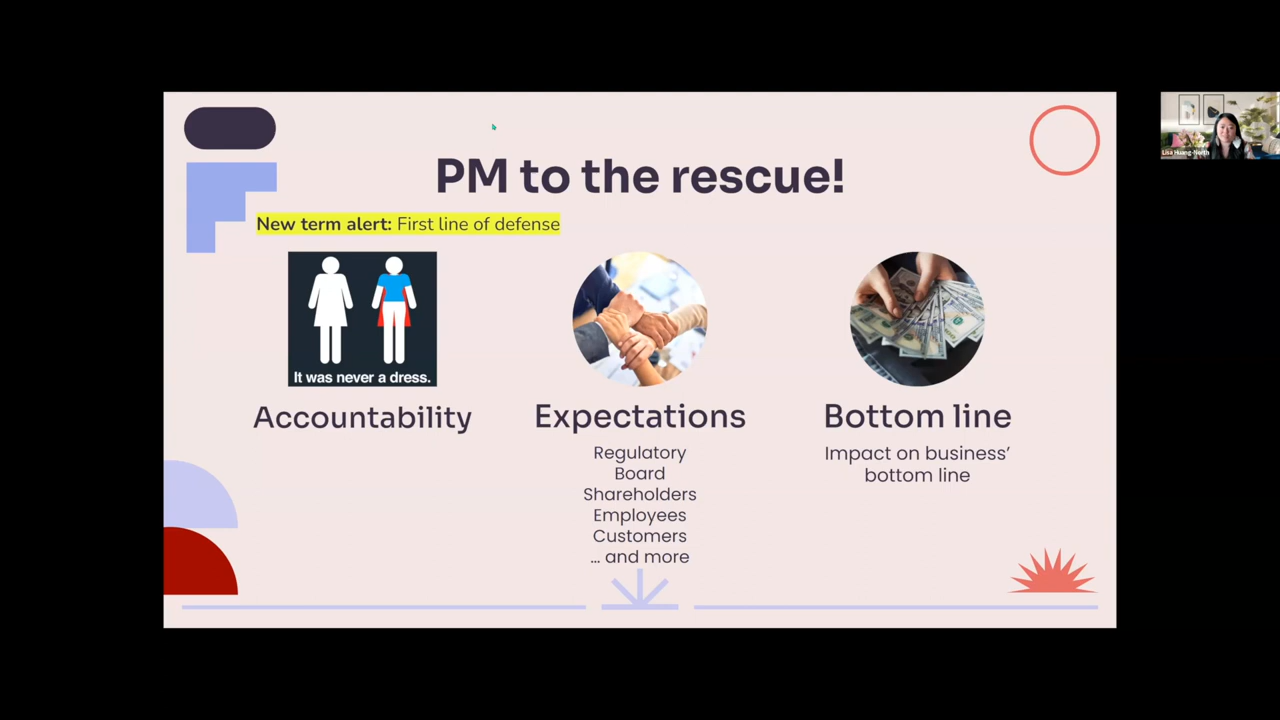 PM to the rescue!
New term alert: First line of defense
It was never a dress.
Accountability
Expectations
Regulatory
Board
Shareholders
Employees
Customers
... and more
Bottom line
Impact on business’
bottom line
Lisa Huang-North